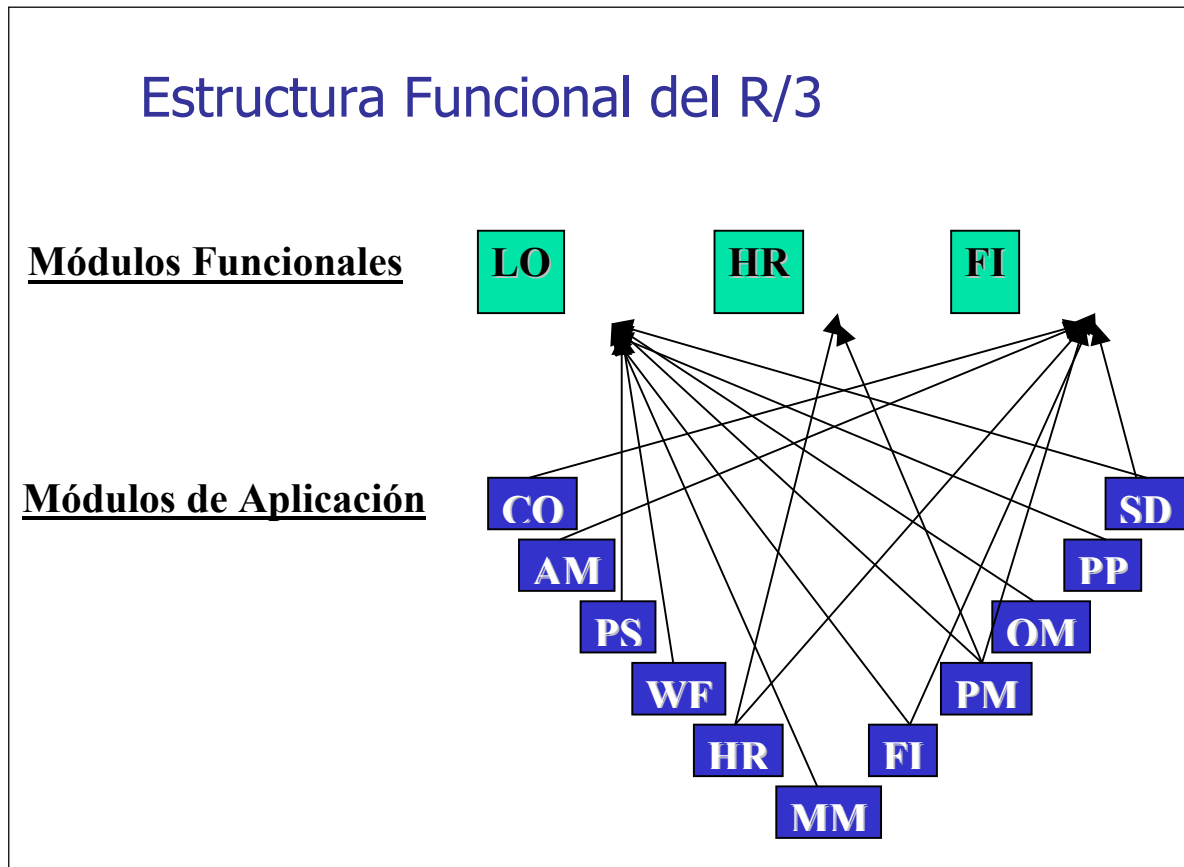 Estructura Funcional del R/3
Módulos Funcionales
LO
HR
FI
Módulos de Aplicación
CO
SD
AM
PP
PS
QM
WF
PM
HR
FI
MM